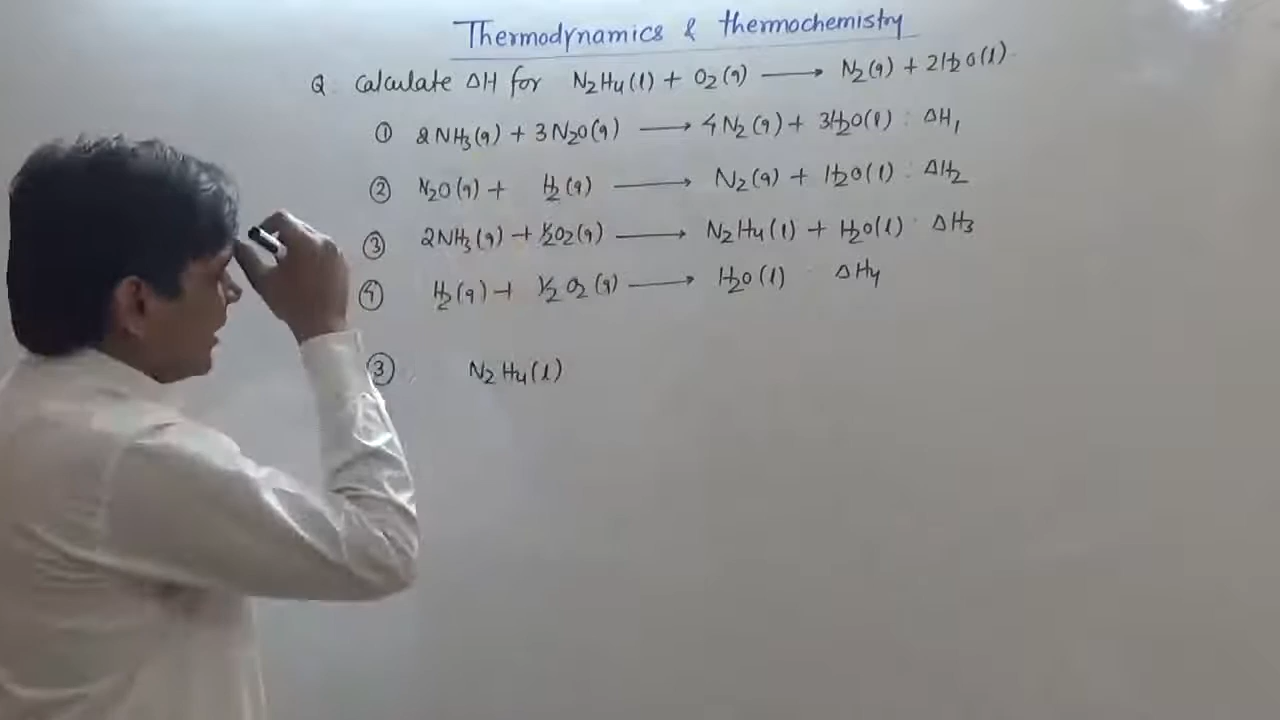 Thermodynamics & thermochemistry
Q. Calculate ΔH for N₂H₄(l) + O₂(g) ⟶ N₂(g) + 2H₂O(l).
① 2NH₃(g) + 3N₂O(g) ⟶ 4N₂(g) + 3H₂O(l) : ΔH₁
② N₂O(g) + H₂(g) ⟶ N₂(g) + H₂O(l) : ΔH₂
③ 2NH₃(g) + ½O₂(g) ⟶ N₂H₄(l) + H₂O(l) · ΔH₃
④ H₂(g) + ½O₂(g) ⟶ H₂O(l) ΔH₄
③ N₂H₄(l)